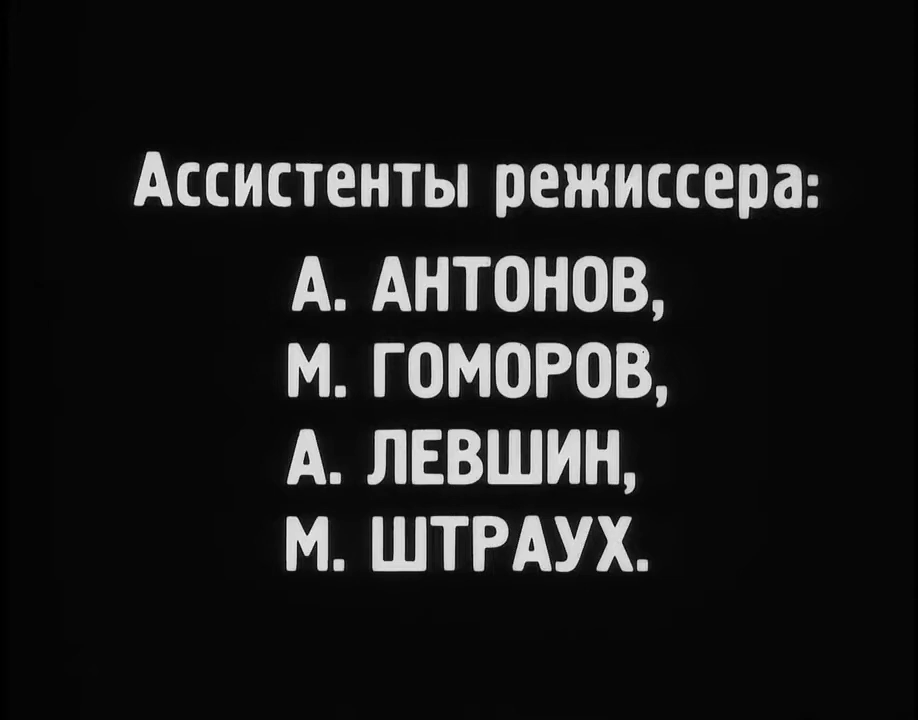 Ассистенты режиссера:
А. АНТОНОВ,
М. ГОМОРОВ,
А. ЛЕВШИН,
М. ШТРАУХ.